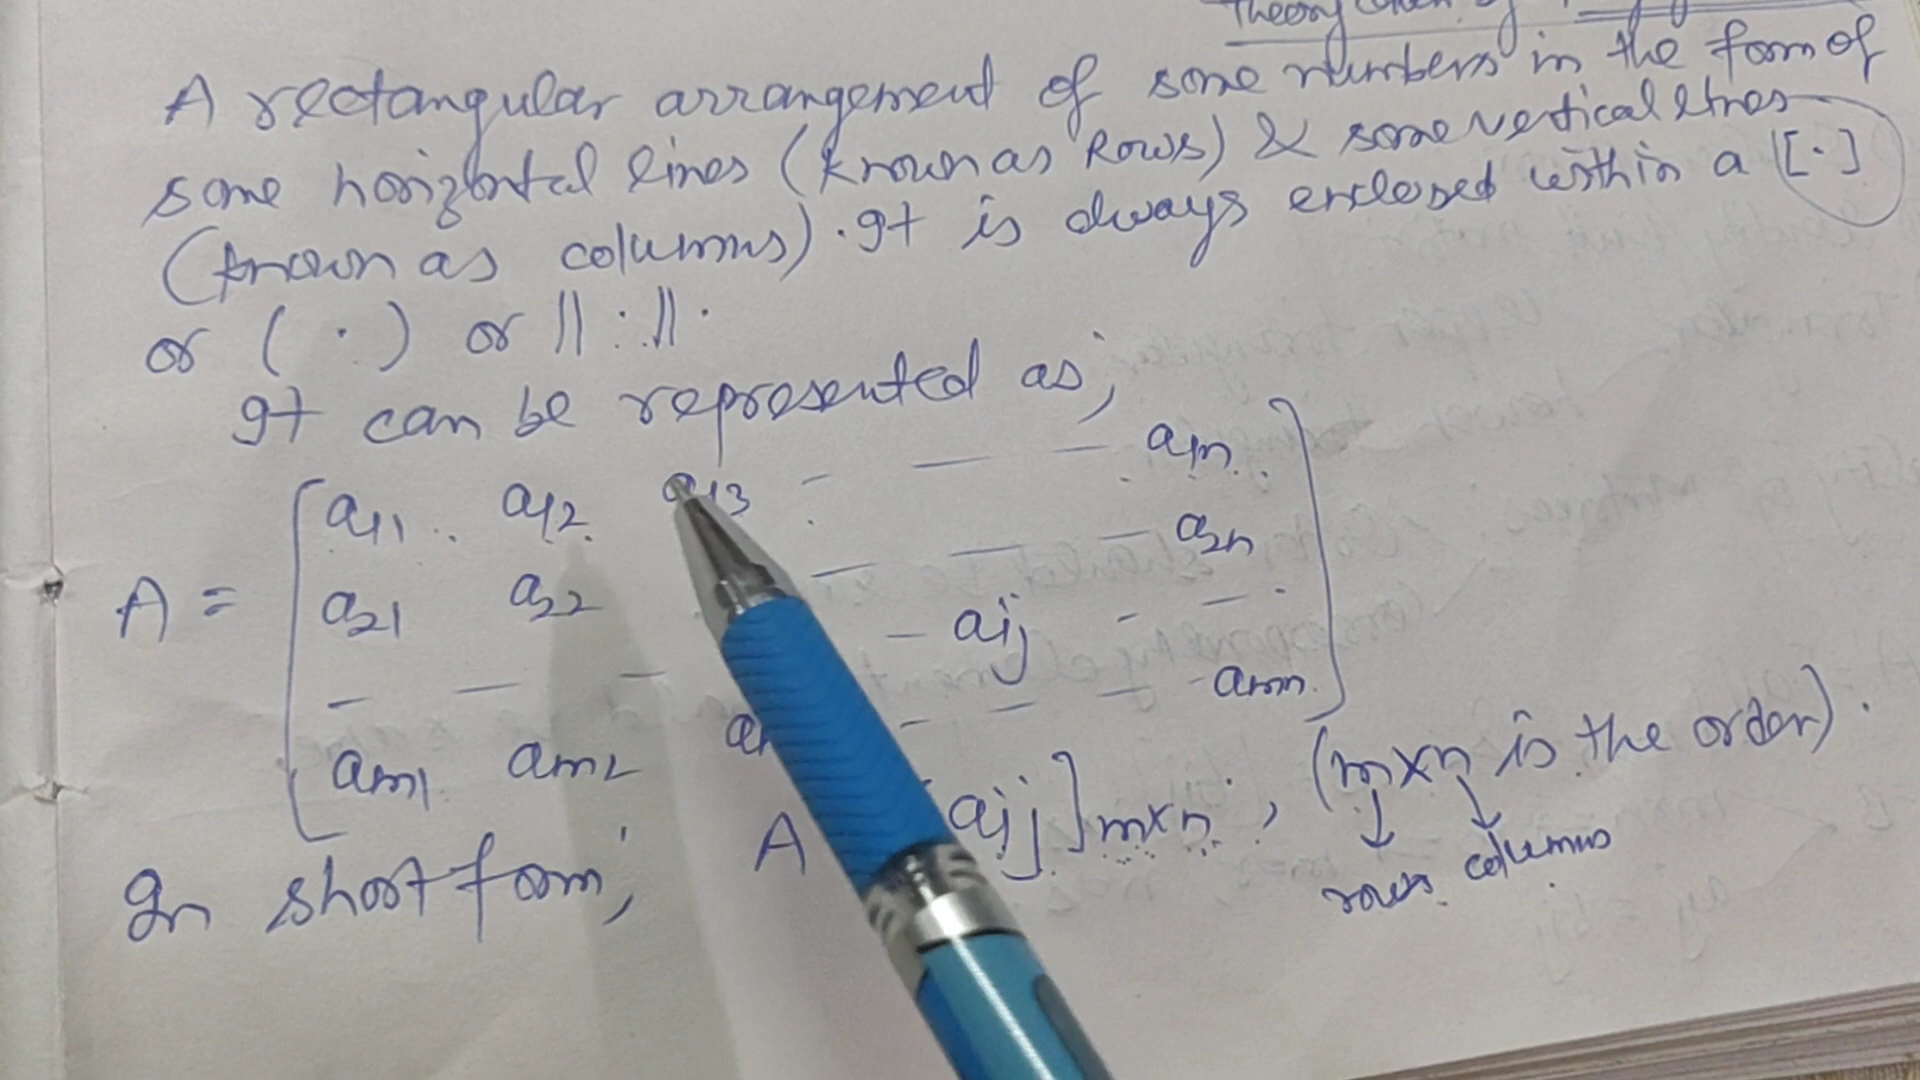 Theory
A rectangular arrangement of some numbers in the form of
some horizontal lines (known as Rows) & some vertical lines
(known as columns). It is always enclosed within a [·]
or (·) or ||:||.
It can be represented as;
a11 a12 a13 - — — a1n
a21 a22 — — — a2n
A =
— aij - — -
— — —
am1 am2 - — — amn
In short form; A aij]m×n, (m×n is the order).
rows columns